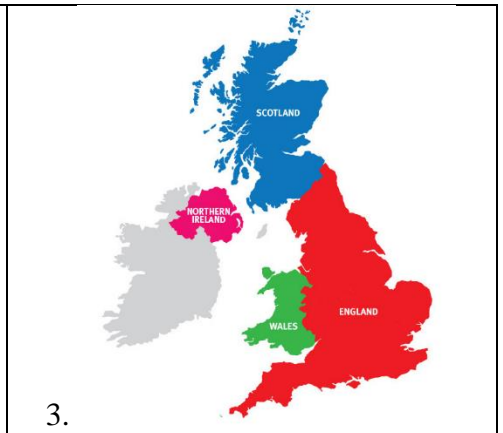 SCOTLAND
NORTHERN
IRELAND
WALES
ENGLAND
3.